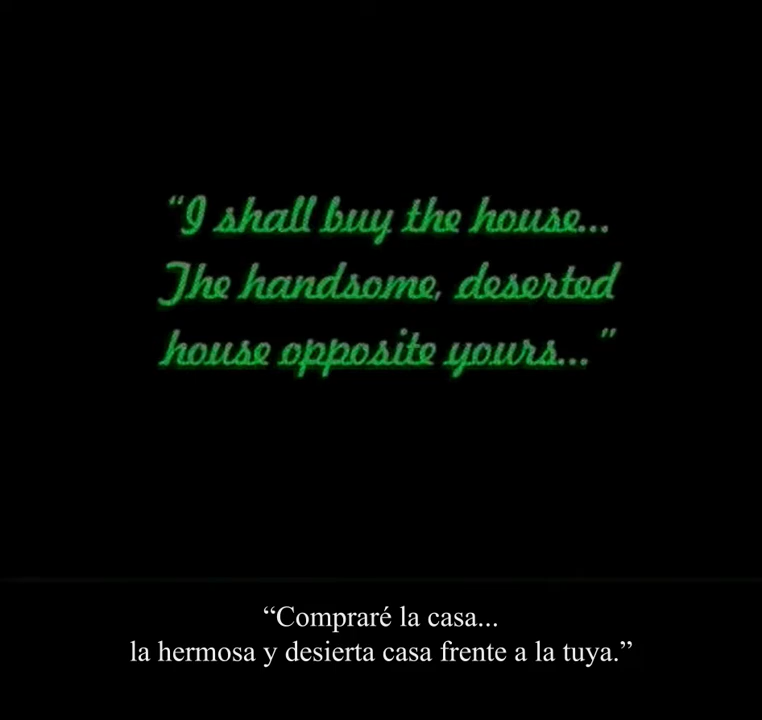 "I shall buy the house...
The handsome, deserted
house opposite yours..."
“Compraré la casa...
la hermosa y desierta casa frente a la tuya.”